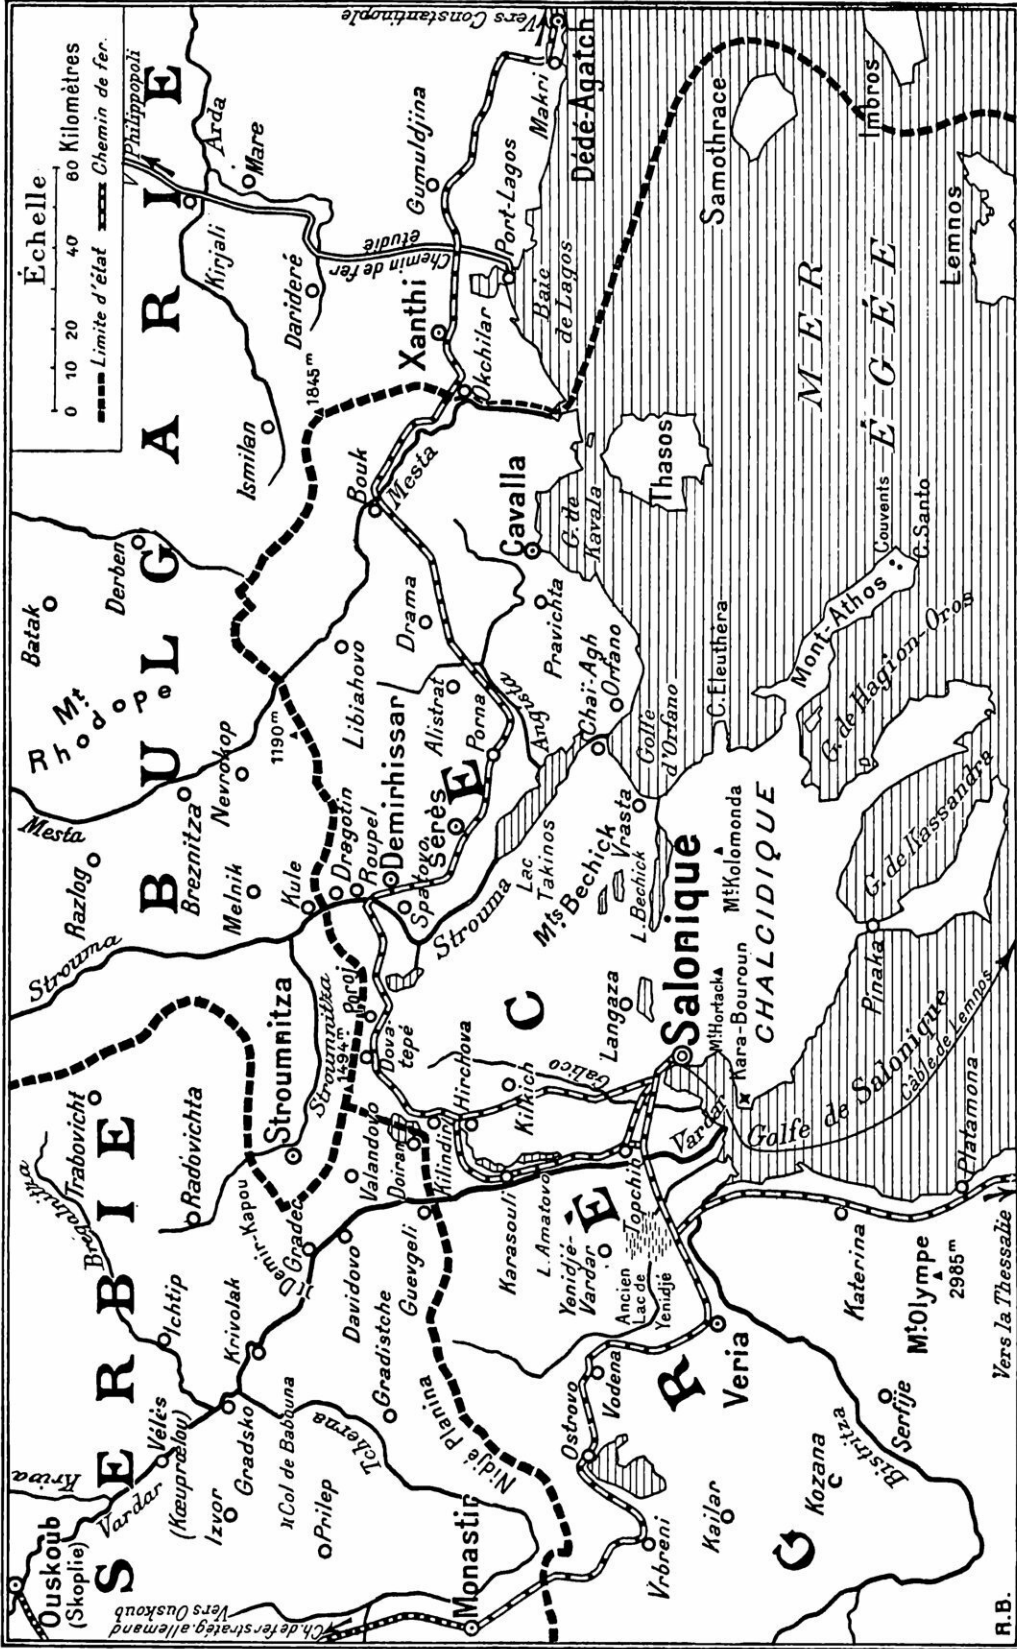 Échelle
0 10 20 40 60 Kilomètres
Limite d'état Chemin de fer.
SERBIE
BULGARIE
GRÈCE
MER
ÉGÉE
CHALCIDIQUE
Ouskoub
(Skoplie)
Kriva
Vardar
Vélès
(Kœuprœlou)
Izvor
Gradsko
Col de Babouna
Prilep
Tcherna
Monastir
Ch. de fer stratég. allemand
Vers Ouskoub
Ichtip
Krivolak
Bregalnitza
Trabovicht
Radovichta
Demir-Kapou
Gradec
Davidovo
Gradistche
Guevgeli
Nidjé Planina
Valandovo
Doiran
Kilindir
Hirchova
Stroumnitza
Stroumitza
1494m
Poroj
Dova-
tepé
Strouma
Razlog
Mesta
Mt
Rhodope
Batak
Derben
Breznitza
Nevrokop
Melnik
Kule
Dragotin
Roupel
Demirhissar
1190m
Libiahovo
Ismilan
1845m
Vers Philippopoli
Arda
Mare
Kirjali
Darideré
Chemin de fer
étudié
Xanthi
Gumuldjina
Okchilar
Port-Lagos
Baie
de Lagos
Makri
Dédé-Agatch
Vers Constantinople
Bouk
Mesta
Drama
Cavalla
G. de
Kavala
Pravichta
Alistrat
Porna
Angista
Sérès
Spatovo
Strouma
Lac
Takinos
Chaï-Agh
Orfano
Golfe
d'Orfano
Mts Bechick
Vrasta
L. Bechick
Langaza
Kilkich
Galico
Karasouli
L. Amatovo
Yenidjé-
Vardar
Topchin
Ancien
Lac de
Yenidjé
Vardar
Salonique
Mt Hortack
Mt Kolomonda
Kara-Bouroun
Ostrovo
Vodena
Veria
Vrbreni
Kailar
Kozana
Bistritza
Serfije
Katerina
Mt Olympe
2985m
Platamona
Vers la Thessalie
Golfe de Salonique
Câble de Lemnos
Pinaka
G. de Kassandra
G. de Hagion-Oros
Mont-Athos
C. Eleuthera
Couvents
C. Santo
Thasos
Samothrace
Imbros
Lemnos
R.B.